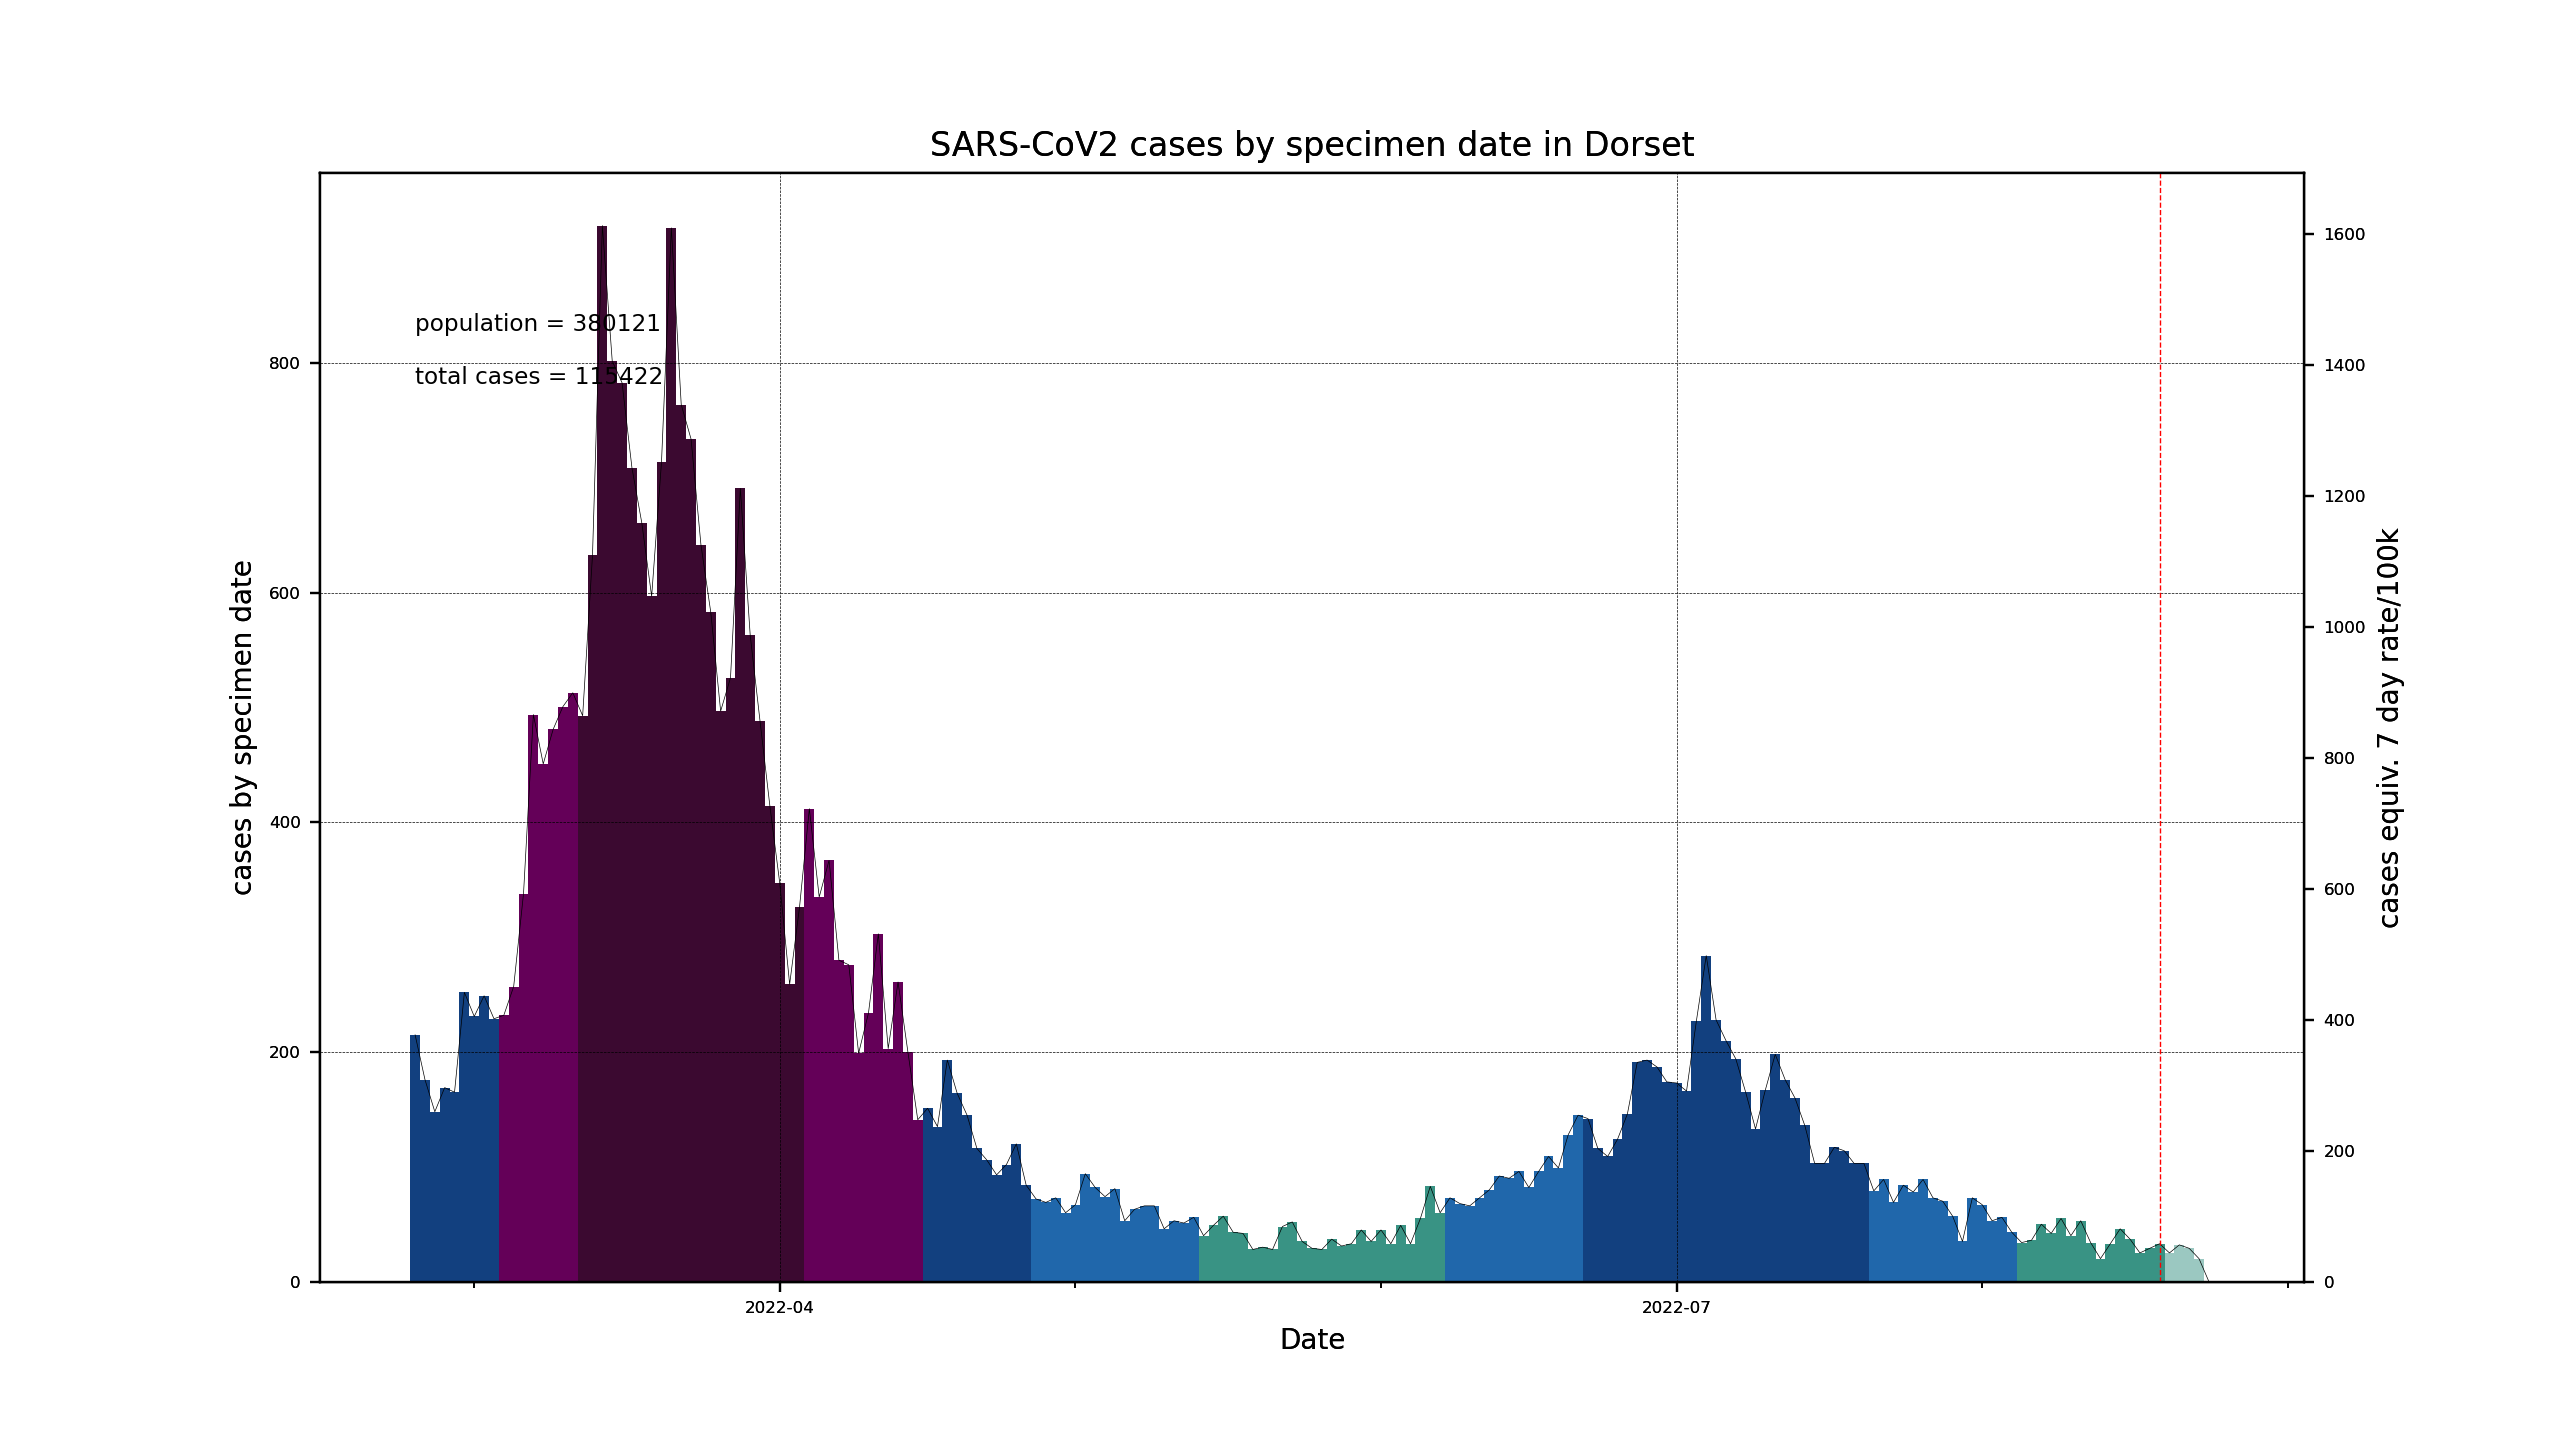 SARS-CoV2 cases by specimen date in Dorset
population = 380121
total cases = 115422
cases by specimen date
800
600
400
200
0
1600
1400
1200
1000
800
600
400
200
0
cases equiv. 7 day rate/100k
2022-04
2022-07
Date